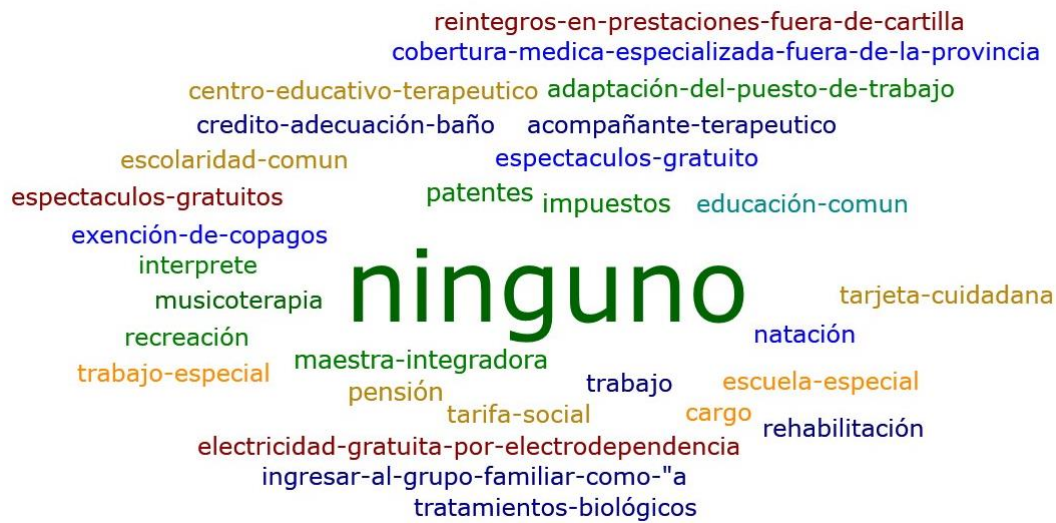 reintegros-en-prestaciones-fuera-de-cartilla
cobertura-medica-especializada-fuera-de-la-provincia
centro-educativo-terapeutico adaptación-del-puesto-de-trabajo
credito-adecuación-baño acompañante-terapeutico
escolaridad-comun espectaculos-gratuito
espectaculos-gratuitos patentes impuestos educación-comun
exención-de-copagos
interprete
ninguno
musicoterapia tarjeta-cuidadana
recreación natación
trabajo-especial maestra-integradora
pensión trabajo escuela-especial
tarifa-social cargo
rehabilitación
electricidad-gratuita-por-electrodependencia
ingresar-al-grupo-familiar-como-"a
tratamientos-biológicos